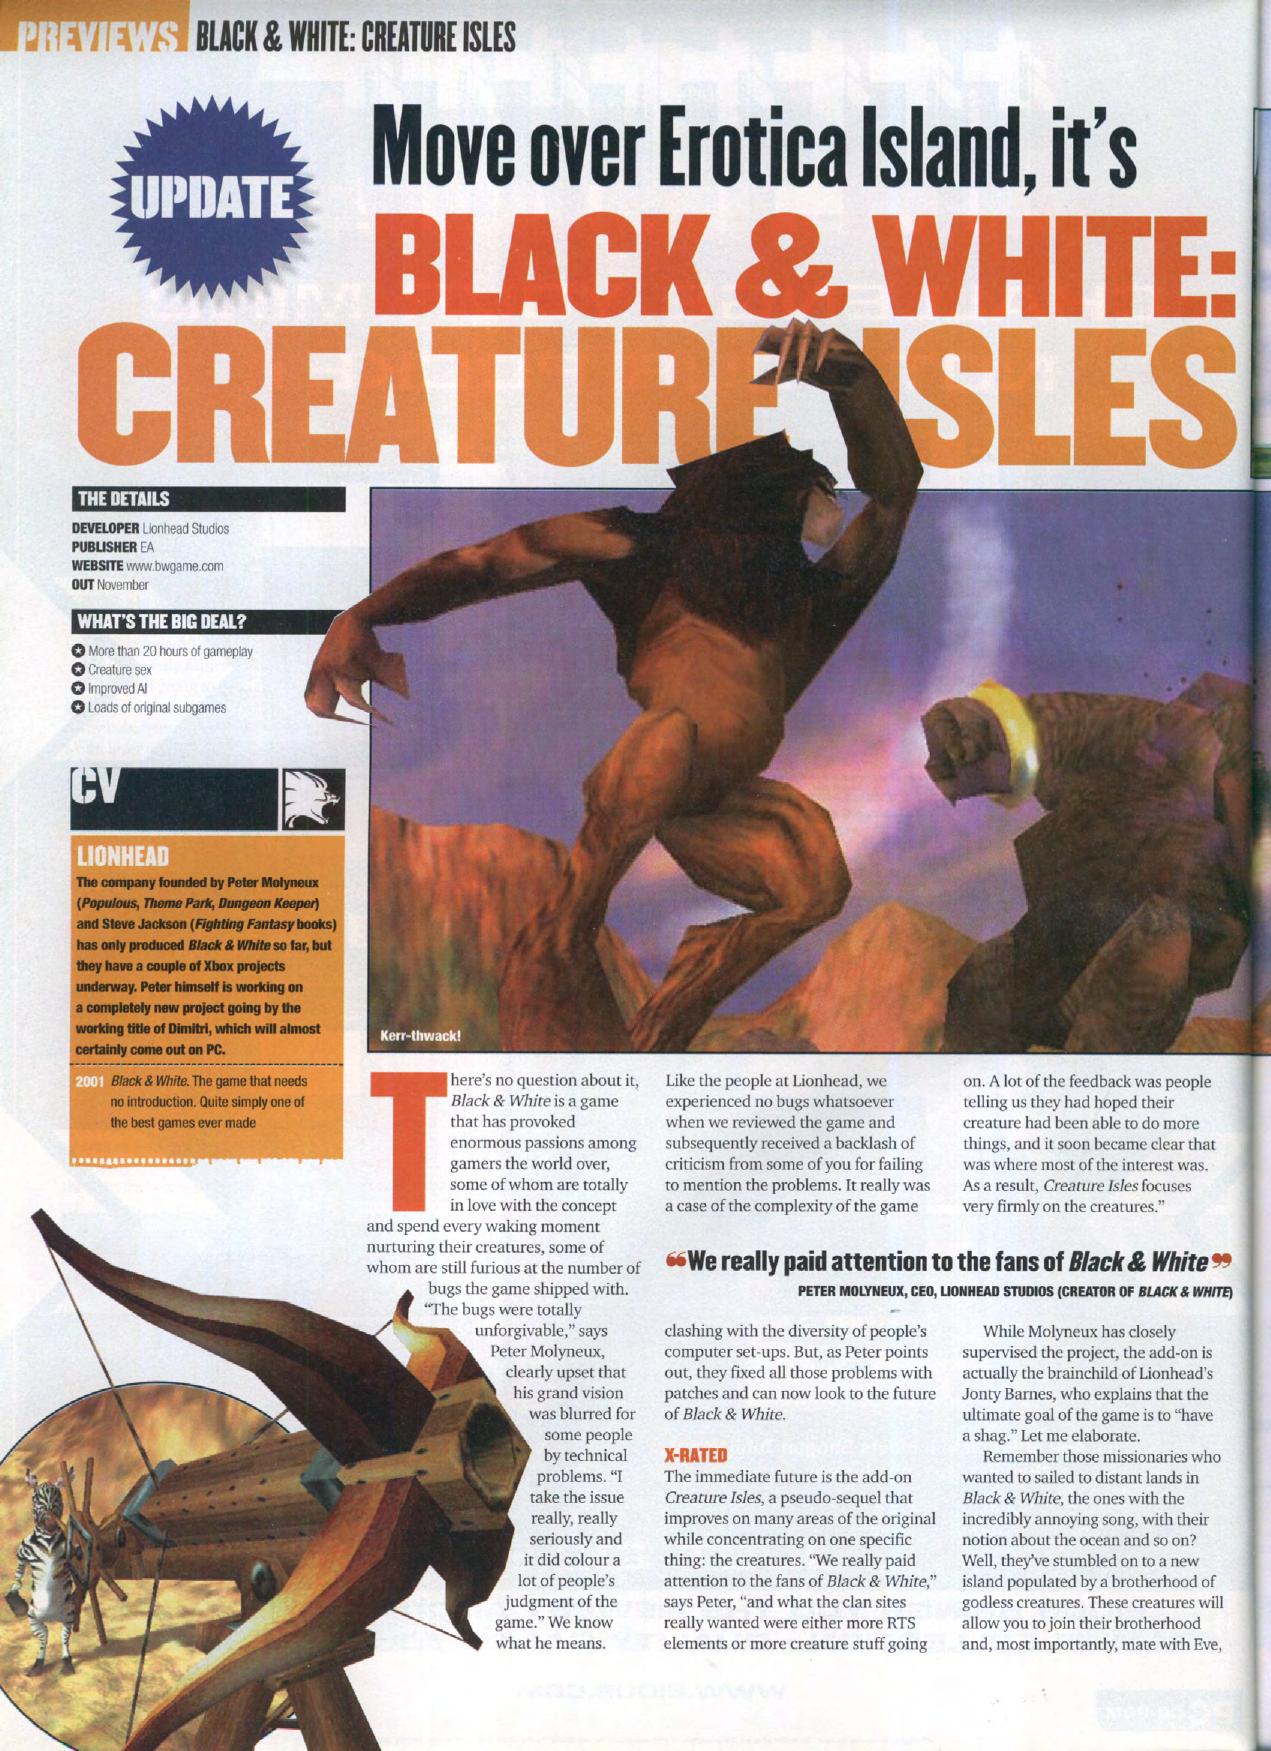 PREVIEWS BLACK & WHITE: CREATURE ISLES
UPDATE
Move over Erotica Island, it's
BLACK & WHITE:
CREATURE ISLES
THE DETAILS
DEVELOPER Lionhead Studios
PUBLISHER EA
WEBSITE www.bwgame.com
OUT November
WHAT'S THE BIG DEAL?
More than 20 hours of gameplay
Creature sex
Improved AI
Loads of original subgames
CV
LIONHEAD
The company founded by Peter Molyneux
(Populous, Theme Park, Dungeon Keeper)
and Steve Jackson (Fighting Fantasy books)
has only produced Black & White so far, but
they have a couple of Xbox projects
underway. Peter himself is working on
a completely new project going by the
working title of Dimitri, which will almost
certainly come out on PC.
2001 Black & White. The game that needs
no introduction. Quite simply one of
the best games ever made
Kerr-thwack!
There's no question about it,
Black & White is a game
that has provoked
enormous passions among
gamers the world over,
some of whom are totally
in love with the concept
and spend every waking moment
nurturing their creatures, some of
whom are still furious at the number of
bugs the game shipped with.
"The bugs were totally
unforgivable," says
Peter Molyneux,
clearly upset that
his grand vision
was blurred for
some people
by technical
problems. "I
take the issue
really, really
seriously and
it did colour a
lot of people's
judgment of the
game." We know
what he means.
Like the people at Lionhead, we
experienced no bugs whatsoever
when we reviewed the game and
subsequently received a backlash of
criticism from some of you for failing
to mention the problems. It really was
a case of the complexity of the game
clashing with the diversity of people's
computer set-ups. But, as Peter points
out, they fixed all those problems with
patches and can now look to the future
of Black & White.
X-RATED
The immediate future is the add-on
Creature Isles, a pseudo-sequel that
improves on many areas of the original
while concentrating on one specific
thing: the creatures. "We really paid
attention to the fans of Black & White,"
says Peter, "and what the clan sites
really wanted were either more RTS
elements or more creature stuff going
on. A lot of the feedback was people
telling us they had hoped their
creature had been able to do more
things, and it soon became clear that
was where most of the interest was.
As a result, Creature Isles focuses
very firmly on the creatures."
“We really paid attention to the fans of Black & White”
PETER MOLYNEUX, CEO, LIONHEAD STUDIOS (CREATOR OF BLACK & WHITE)
While Molyneux has closely
supervised the project, the add-on is
actually the brainchild of Lionhead's
Jonty Barnes, who explains that the
ultimate goal of the game is to "have
a shag." Let me elaborate.
Remember those missionaries who
wanted to sailed to distant lands in
Black & White, the ones with the
incredibly annoying song, with their
notion about the ocean and so on?
Well, they've stumbled on to a new
island populated by a brotherhood of
godless creatures. These creatures will
allow you to join their brotherhood
and, most importantly, mate with Eve,